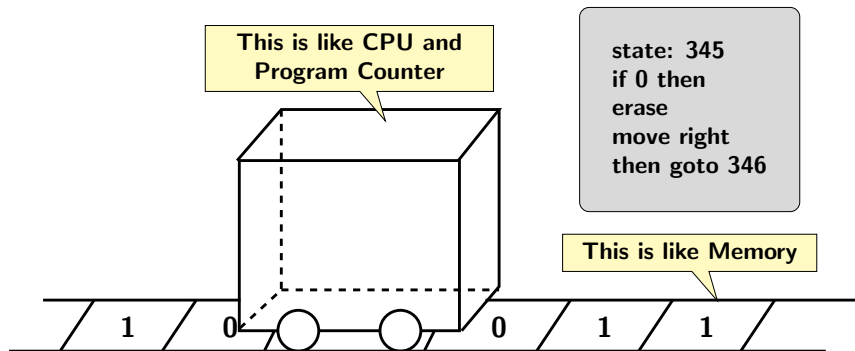 This is like CPU and
Program Counter
state: 345
if 0 then
erase
move right
then goto 346
This is like Memory
1 0 0 1 1